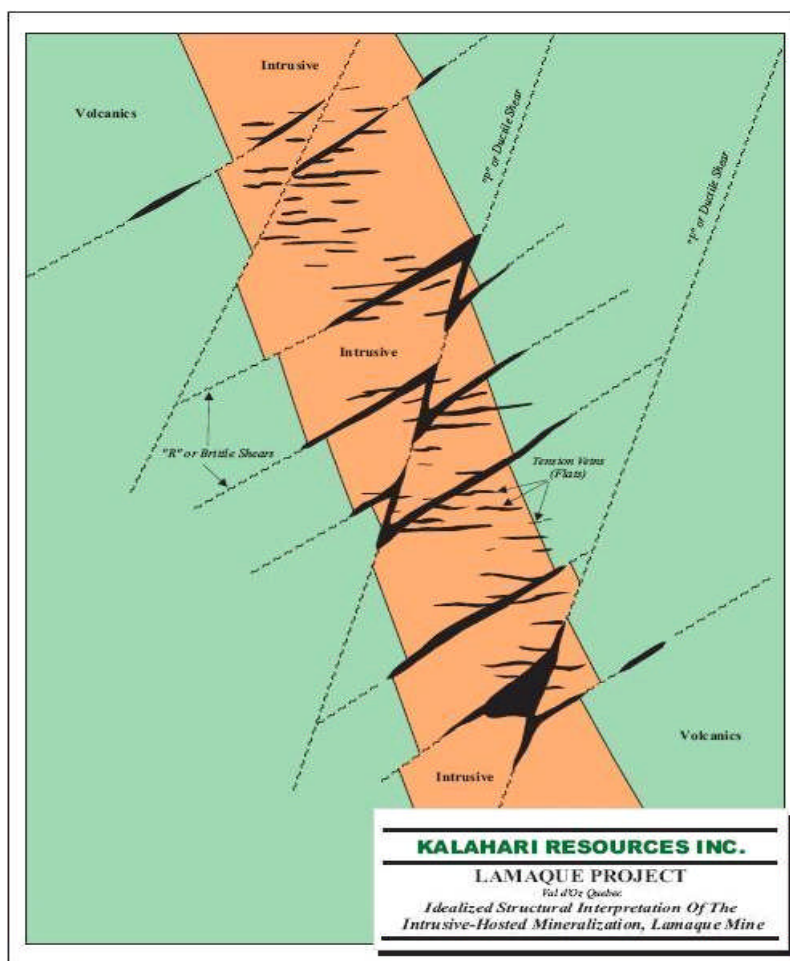 Intrusive
Volcanics
"P" or Ductile Shear
"P" or Ductile Shear
Intrusive
"R" or Brittle Shears
Tension Veins
(Flats)
Volcanics
Intrusive
KALAHARI RESOURCES INC.
LAMAQUE PROJECT
Val d'Or, Quebec
Idealized Structural Interpretation Of The
Intrusive-Hosted Mineralization, Lamaque Mine